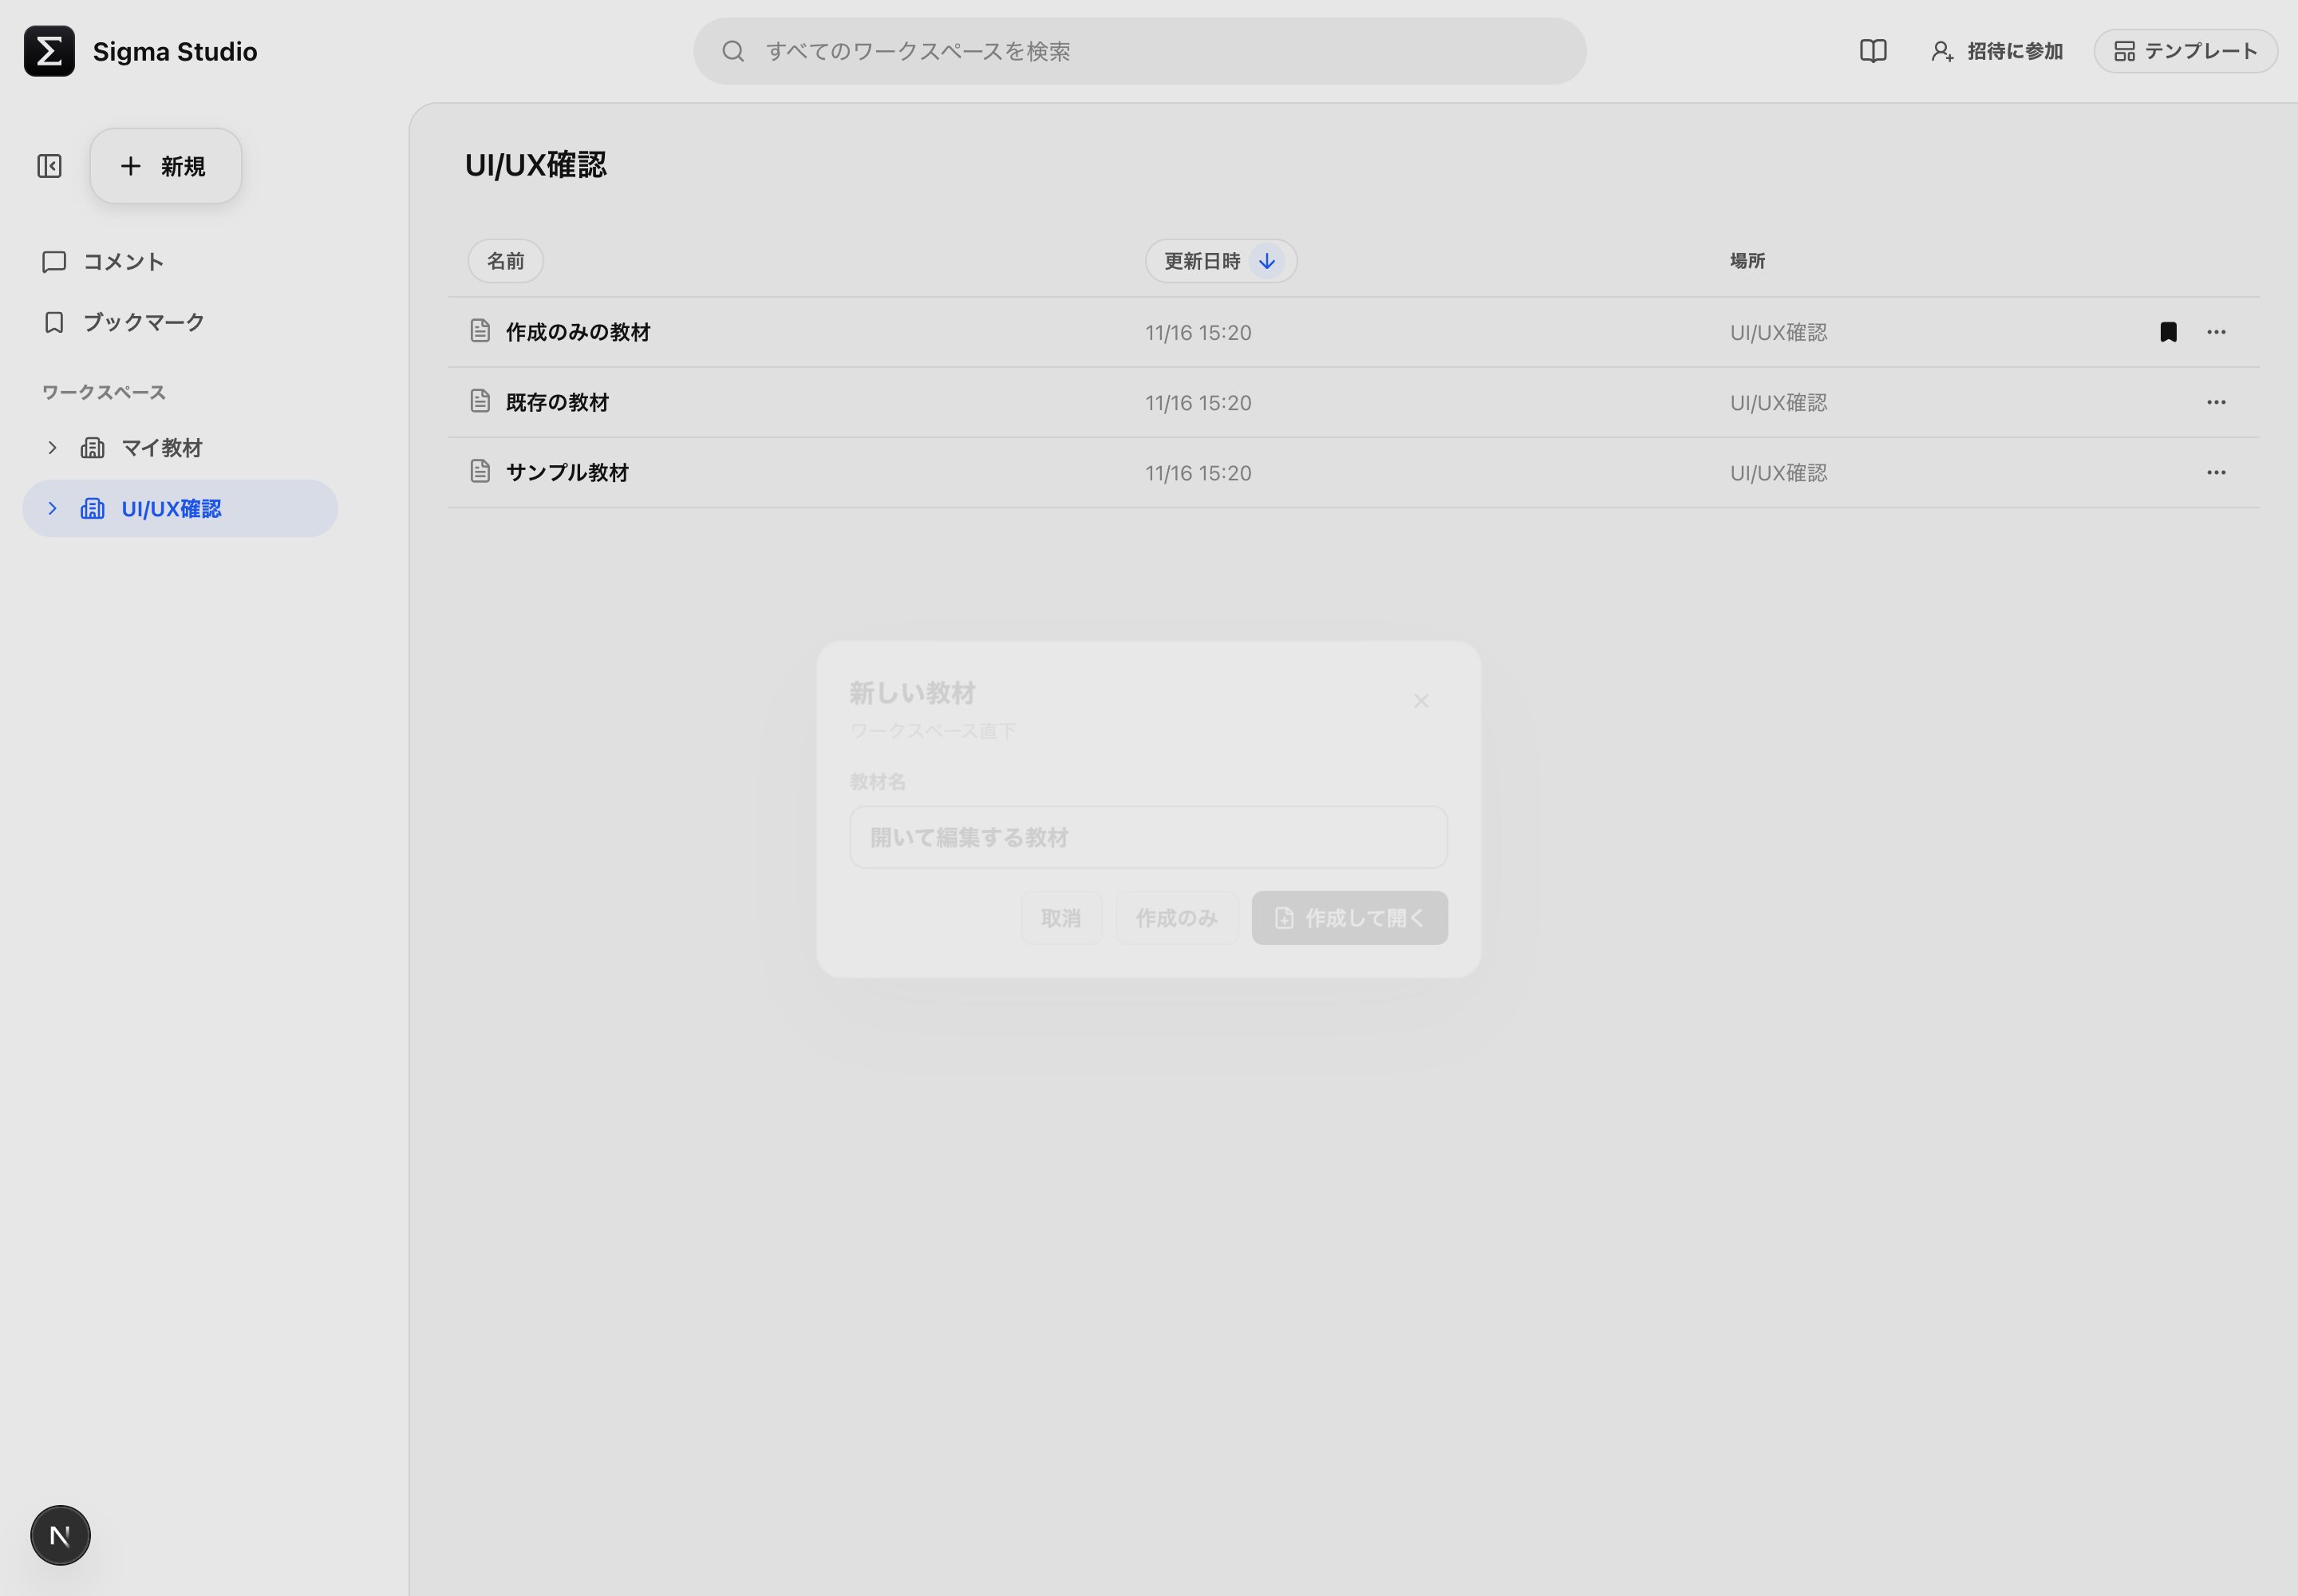 Sigma Studio
すべてのワークスペースを検索
招待に参加
テンプレート
新規
コメント
ブックマーク
ワークスペース
マイ教材
UI/UX確認
UI/UX確認
名前
更新日時
場所
作成のみの教材 11/16 15:20 UI/UX確認
既存の教材 11/16 15:20 UI/UX確認
サンプル教材 11/16 15:20 UI/UX確認
新しい教材
ワークスペース直下
教材名
開いて編集する教材
取消
作成のみ
作成して開く
N